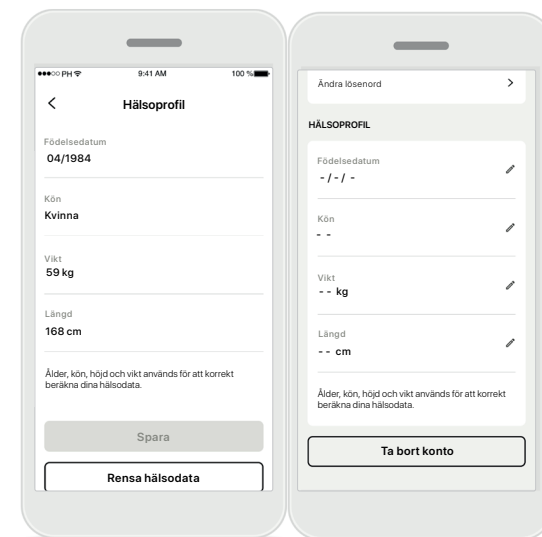 PH
9:41 AM
100 %
Hälsoprofil
Födelsedatum
04/1984
Kön
Kvinna
Vikt
59 kg
Längd
168 cm
Ålder, kön, höjd och vikt används för att korrekt
beräkna dina hälsodata.
Spara
Rensa hälsodata
Ändra lösenord
HÄLSOPROFIL
Födelsedatum
- / - / -
Kön
- -
Vikt
- - kg
Längd
- - cm
Ålder, kön, höjd och vikt används för att korrekt
beräkna dina hälsodata.
Ta bort konto